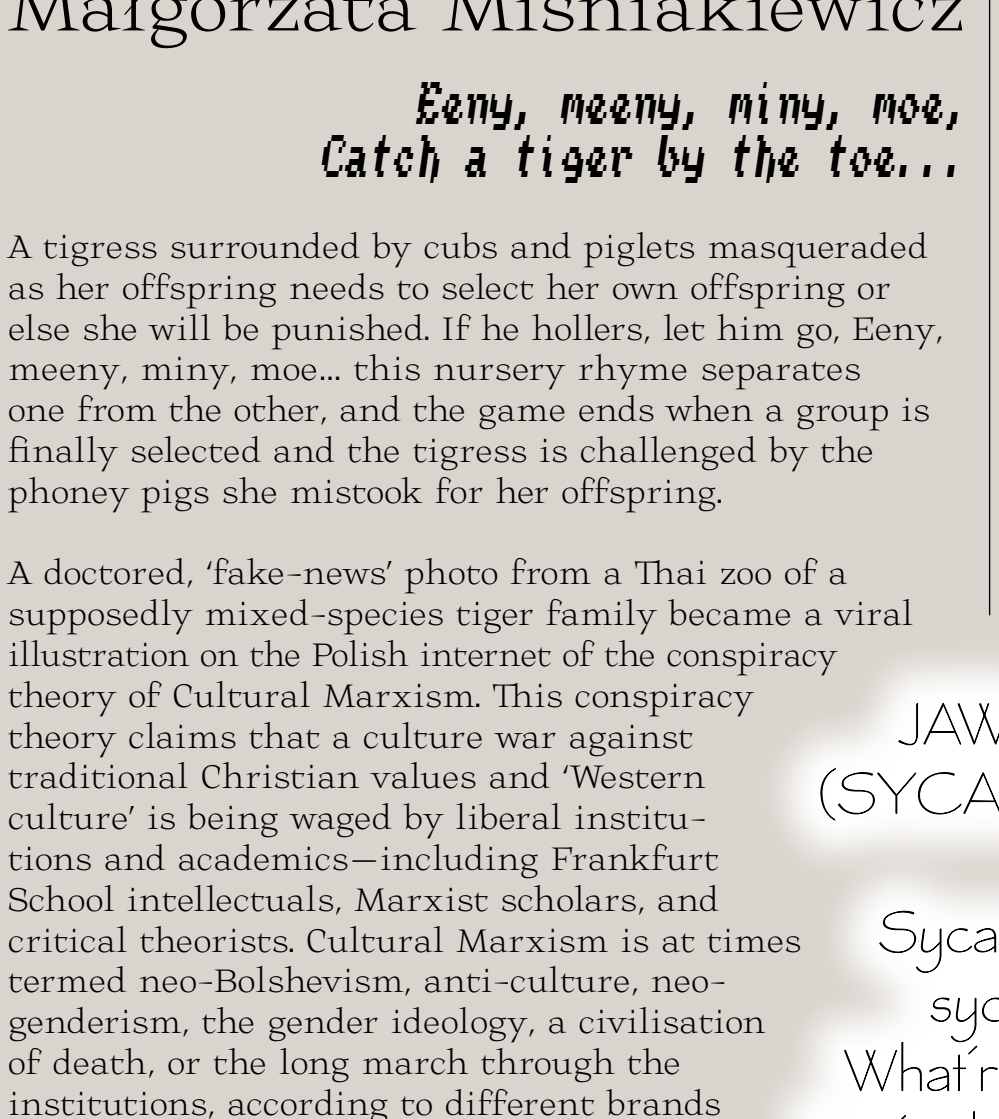 Małgorzata Miśniakiewicz
Eeny, meeny, miny, moe,
Catch a tiger by the toe...
A tigress surrounded by cubs and piglets masqueraded
as her offspring needs to select her own offspring or
else she will be punished. If he hollers, let him go, Eeny,
meeny, miny, moe... this nursery rhyme separates
one from the other, and the game ends when a group is
finally selected and the tigress is challenged by the
phoney pigs she mistook for her offspring.
A doctored, ‘fake-news’ photo from a Thai zoo of a
supposedly mixed-species tiger family became a viral
illustration on the Polish internet of the conspiracy
theory of Cultural Marxism. This conspiracy
theory claims that a culture war against
traditional Christian values and ‘Western
culture’ is being waged by liberal institu-
tions and academics—including Frankfurt
School intellectuals, Marxist scholars, and
critical theorists. Cultural Marxism is at times
termed neo-Bolshevism, anti-culture, neo-
genderism, the gender ideology, a civilisation
of death, or the long march through the
institutions, according to different brands
JAW
(SYCA
Syca
syc
What'r